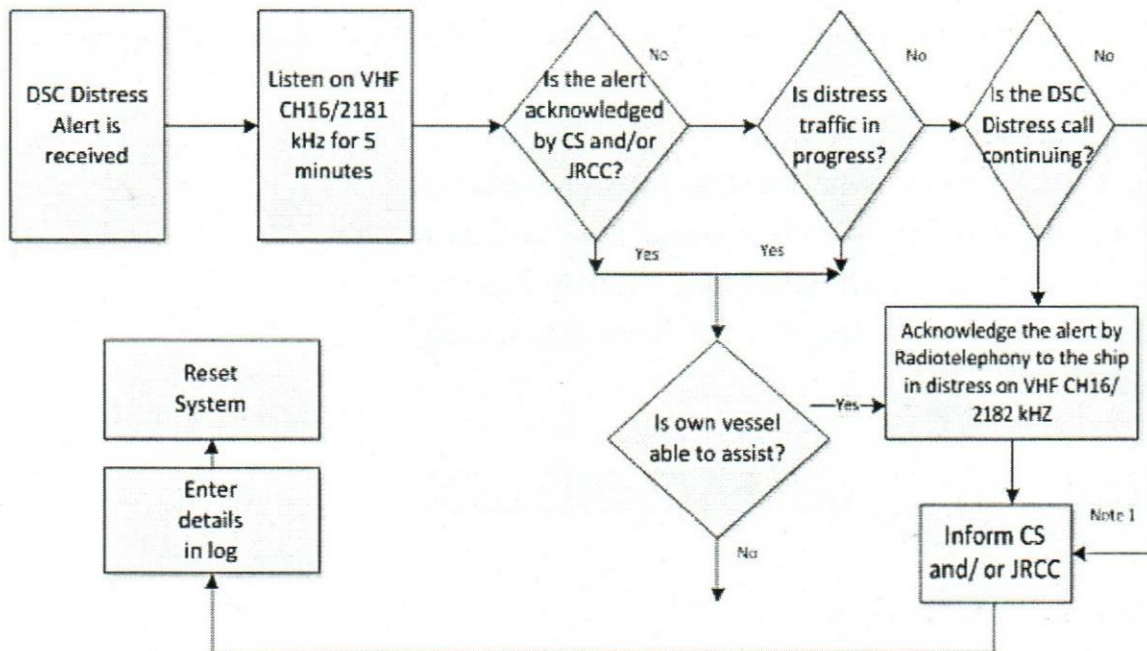 DSC Distress
Alert is
received
Listen on VHF
CH16/2181
kHz for 5
minutes
No
Is the alert
acknowledged
by CS and/or
JRCC?
No
Is distress
traffic in
progress?
No
Is the DSC
Distress call
continuing?
Yes
Yes
Acknowledge the alert by
Radiotelephony to the ship
in distress on VHF CH16/
2182 kHZ
Reset
System
Is own vessel
able to assist?
Yes
Enter
details
in log
No
Inform CS
and/ or JRCC
Note 1